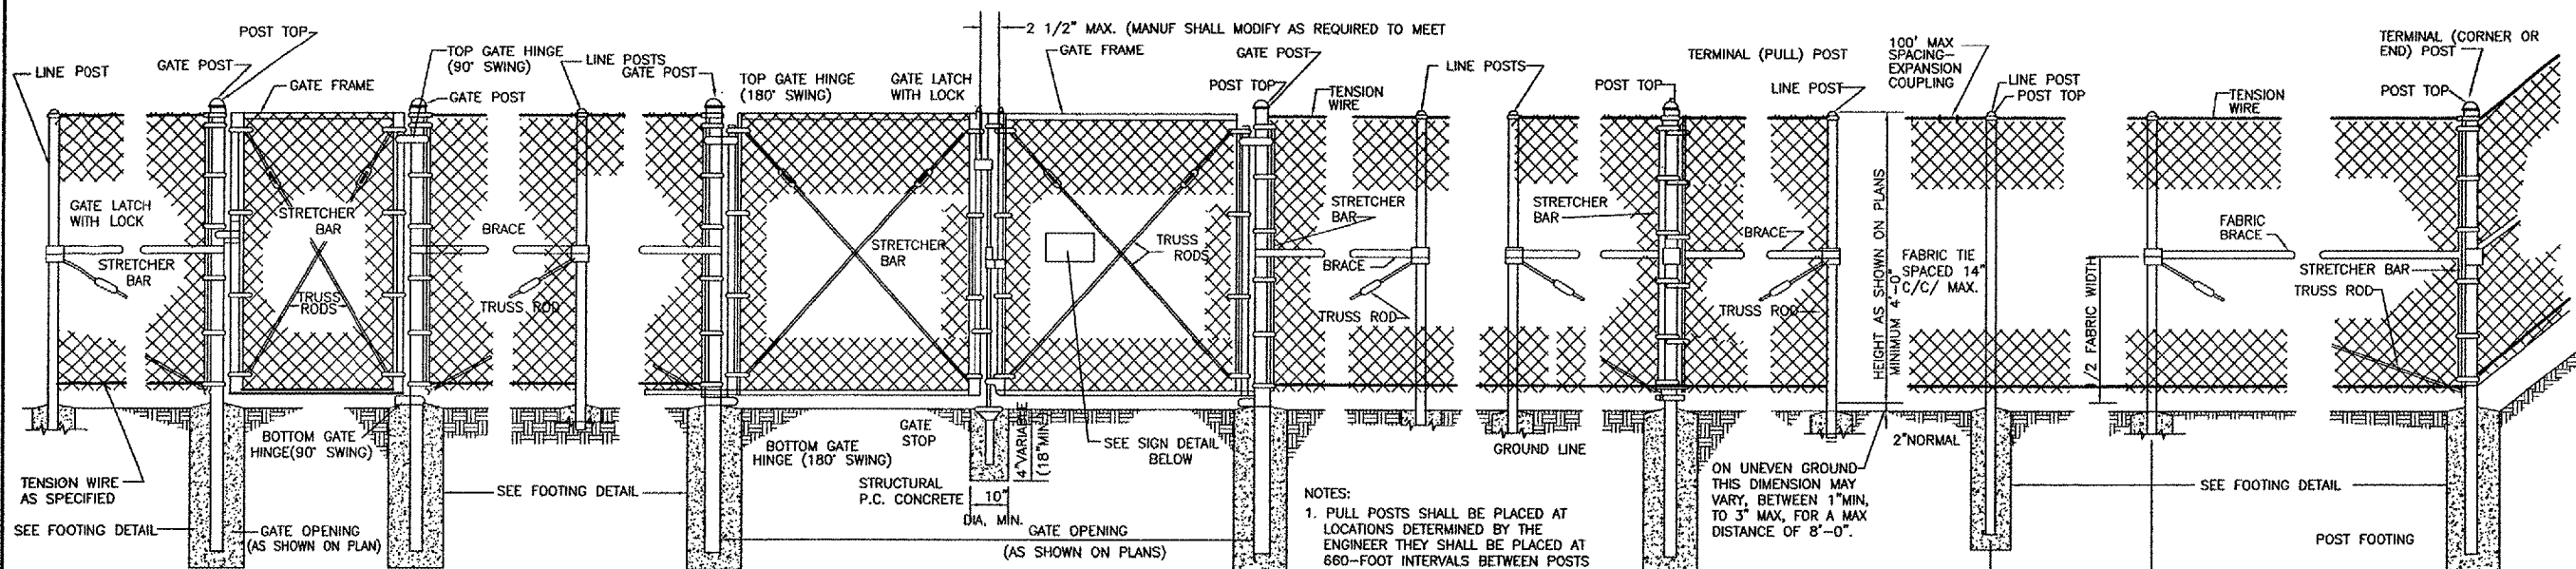 2 1/2" MAX. (MANUF SHALL MODIFY AS REQUIRED TO MEET
POST TOP
LINE POST
GATE POST
GATE FRAME
TOP GATE HINGE
(90° SWING)
GATE POST
LINE POSTS
GATE POST
TOP GATE HINGE
(180° SWING)
GATE LATCH
WITH LOCK
GATE FRAME
GATE POST
POST TOP
TENSION
WIRE
LINE POSTS
POST TOP
TERMINAL (PULL) POST
LINE POST
100' MAX
SPACING-
EXPANSION
COUPLING
LINE POST
POST TOP
TENSION
WIRE
TERMINAL (CORNER OR
END) POST
POST TOP
GATE LATCH
WITH LOCK
STRETCHER
BAR
STRETCHER
BAR
TRUSS
RODS
BRACE
TRUSS ROD
STRETCHER
BAR
TRUSS
RODS
STRETCHER
BAR
BRACE
TRUSS ROD
STRETCHER
BAR
BRACE
TRUSS ROD
HEIGHT AS SHOWN ON PLANS
MINIMUM 4'-0"
FABRIC TIE
SPACED 14"
C/C/ MAX.
1/2 FABRIC WIDTH
FABRIC
BRACE
STRETCHER BAR
TRUSS ROD
TENSION WIRE
AS SPECIFIED
SEE FOOTING DETAIL
BOTTOM GATE
HINGE(90° SWING)
GATE OPENING
(AS SHOWN ON PLAN)
SEE FOOTING DETAIL
BOTTOM GATE
HINGE (180° SWING)
GATE
STOP
4"VARIABLE
(18"MIN.)
STRUCTURAL
P.C. CONCRETE
10"
DIA, MIN.
GATE OPENING
(AS SHOWN ON PLANS)
SEE SIGN DETAIL
BELOW
GROUND LINE
NOTES:
1. PULL POSTS SHALL BE PLACED AT
LOCATIONS DETERMINED BY THE
ENGINEER THEY SHALL BE PLACED AT
660-FOOT INTERVALS BETWEEN POSTS
2"NORMAL
ON UNEVEN GROUND
THIS DIMENSION MAY
VARY, BETWEEN 1"MIN,
TO 3" MAX, FOR A MAX
DISTANCE OF 8'-0".
SEE FOOTING DETAIL
POST FOOTING